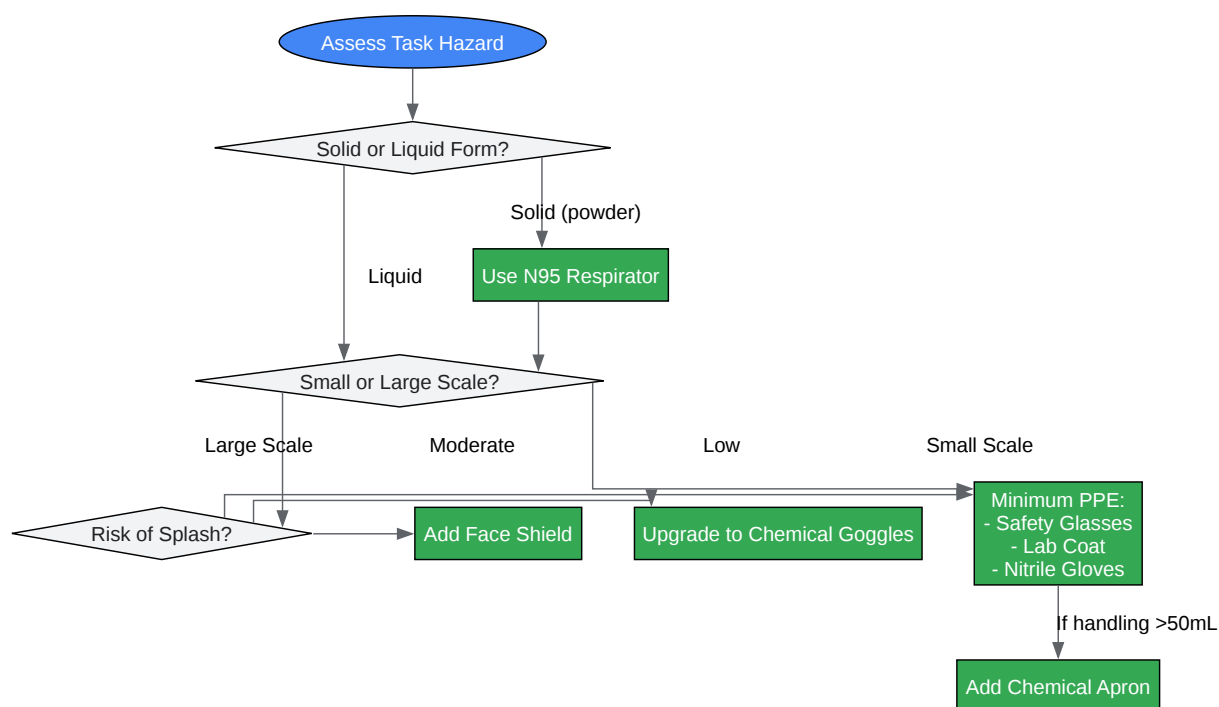 Assess Task Hazard
Solid or Liquid Form?
Solid (powder)
Liquid
Use N95 Respirator
Small or Large Scale?
Large Scale
Moderate
Low
Small Scale
Risk of Splash?
Add Face Shield
Upgrade to Chemical Goggles
Minimum PPE:
- Safety Glasses
- Lab Coat
- Nitrile Gloves
If handling >50mL
Add Chemical Apron